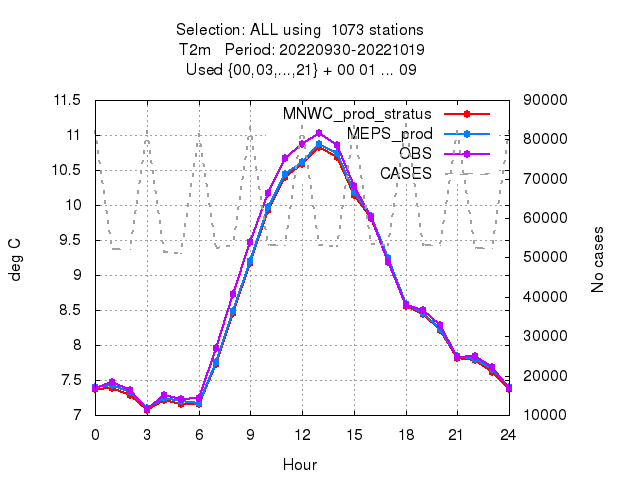 Selection: ALL using  1073 stations
T2m   Period: 20220930-20221019
Used {00,03,...,21} + 00 01 ... 09
11.5
11
10.5
10
9.5
9
8.5
8
7.5
7
90000
80000
70000
60000
50000
40000
30000
20000
10000
MNWC_prod_stratus
MEPS_prod
OBS
CASES
deg C
No cases
0
3
6
9
12
15
18
21
24
Hour